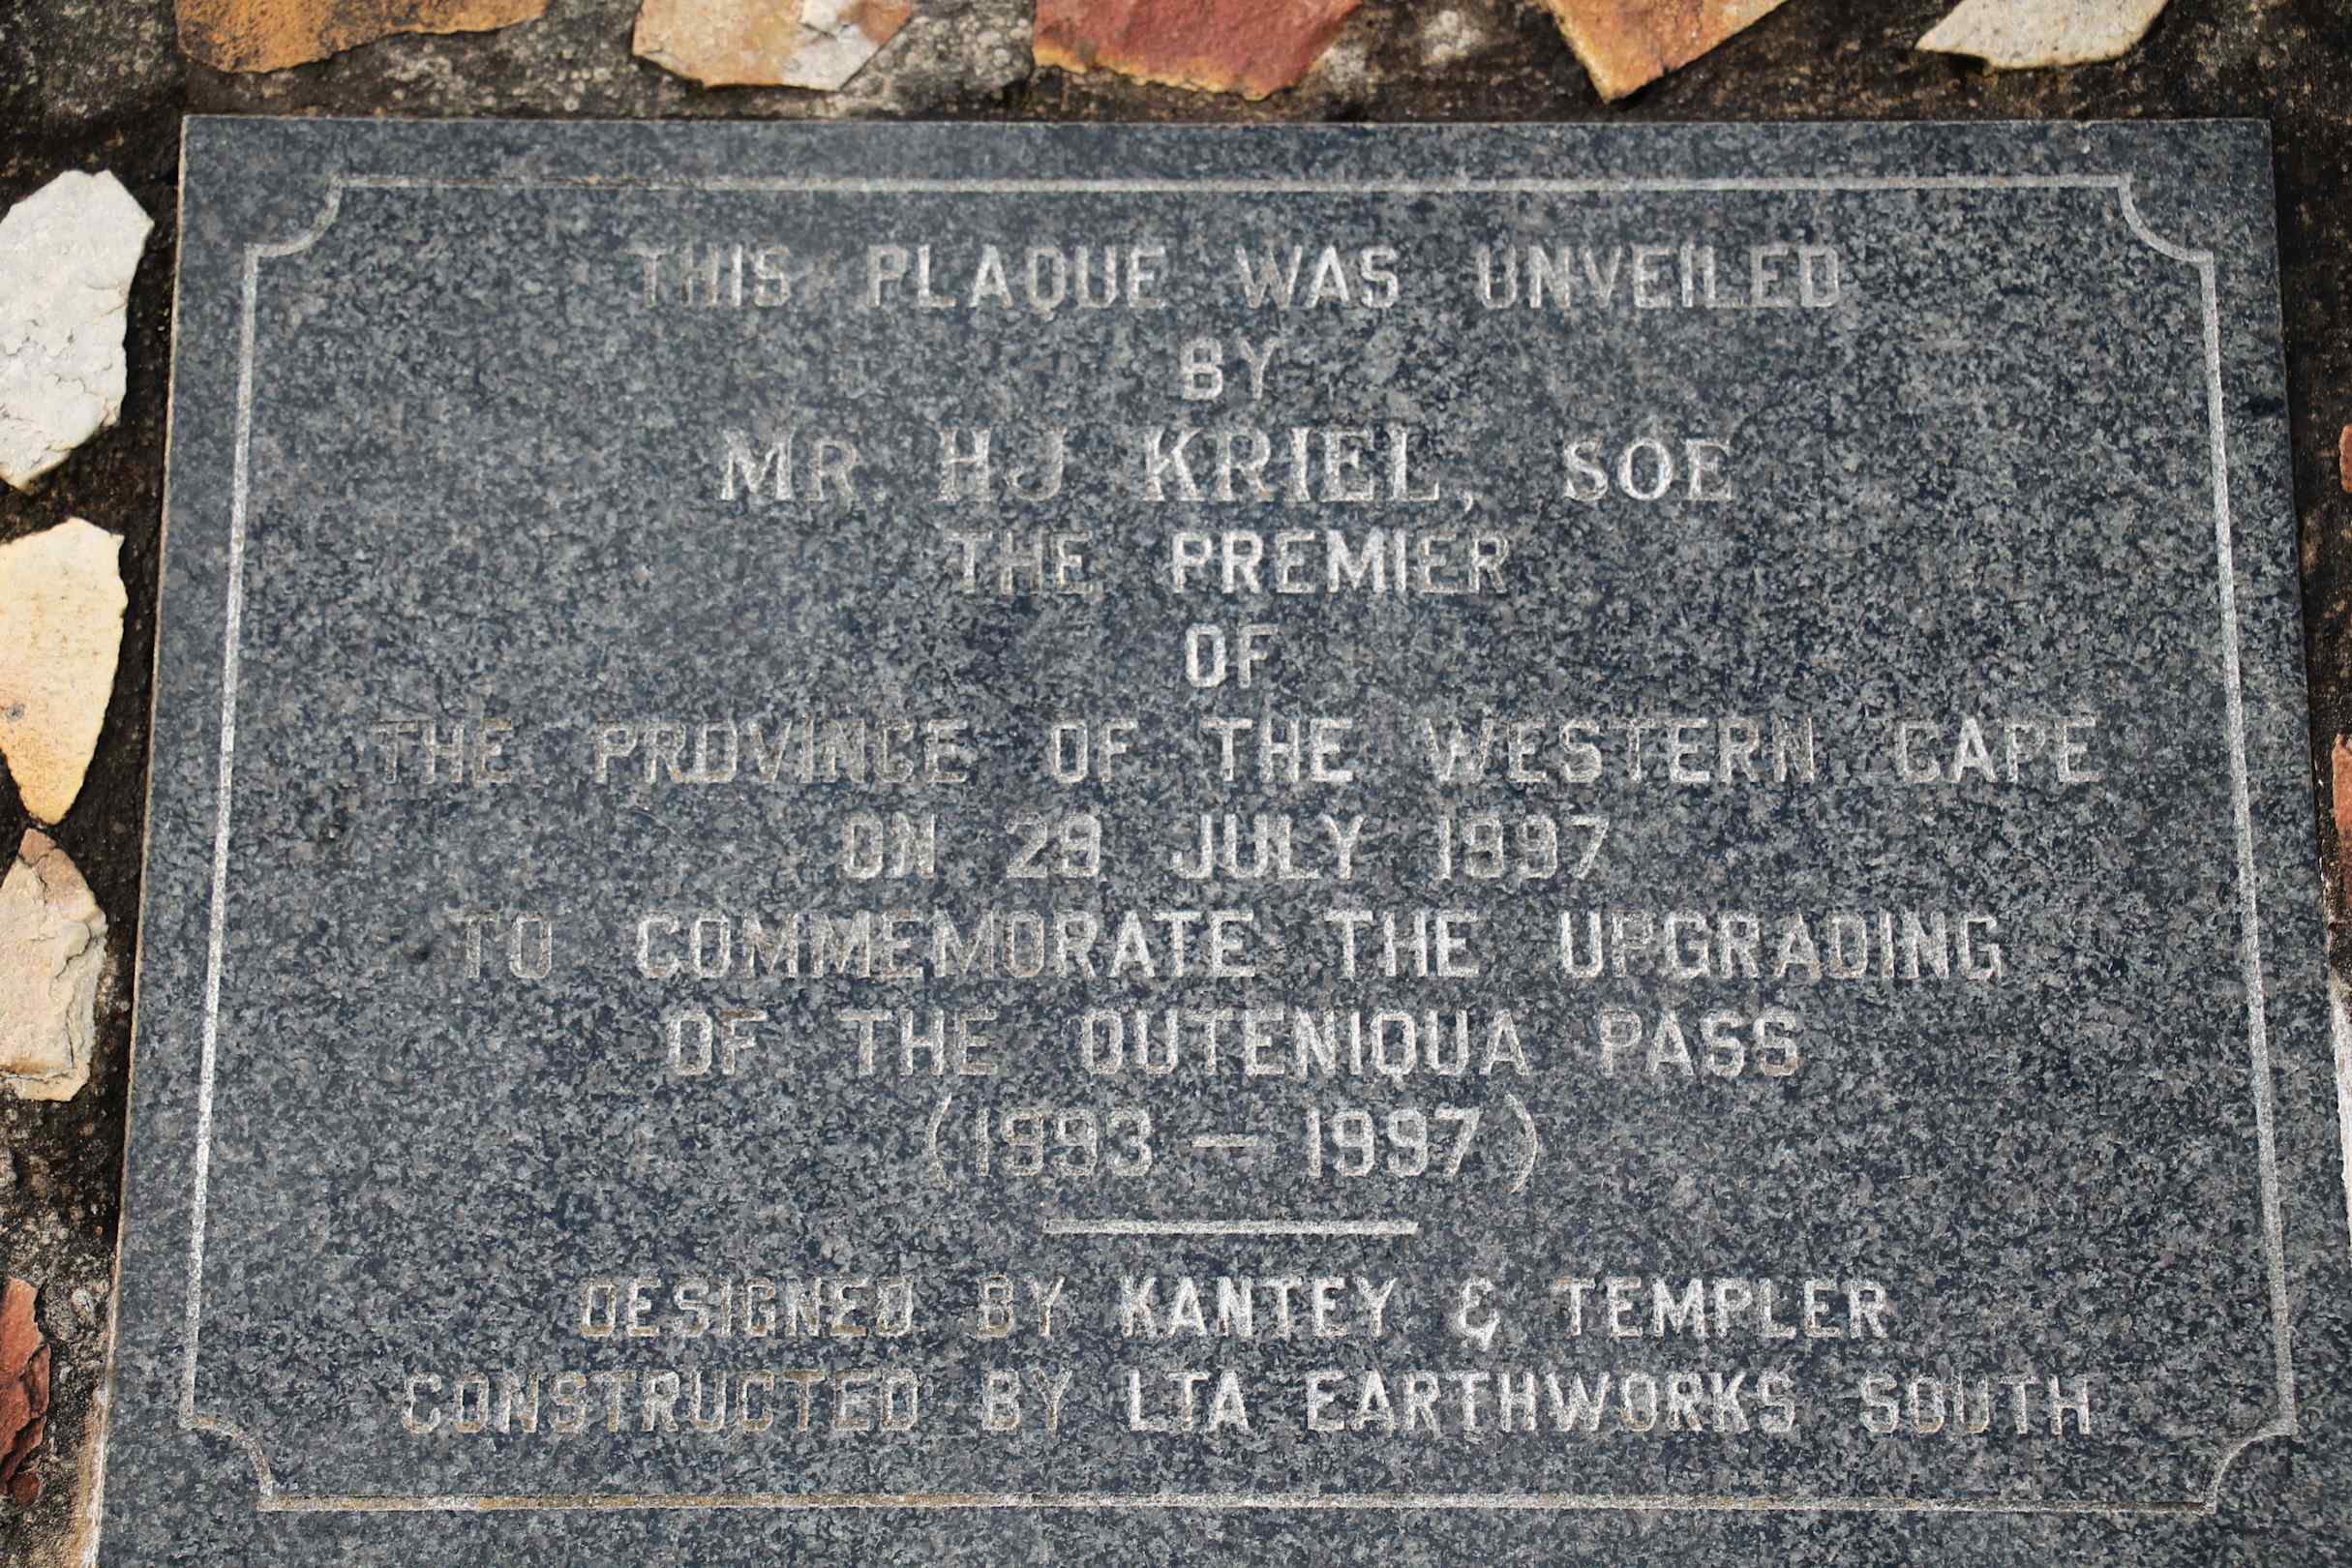 THIS PLAQUE WAS UNVEILED
BY
MR. HJ KRIEL, SOE
THE PREMIER
OF
THE PROVINCE OF THE WESTERN CAPE
ON 29 JULY 1997
TO COMMEMORATE THE UPGRADING
OF THE OUTENIQUA PASS
(1993 — 1997)
DESIGNED BY KANTEY & TEMPLER
CONSTRUCTED BY LTA EARTHWORKS SOUTH